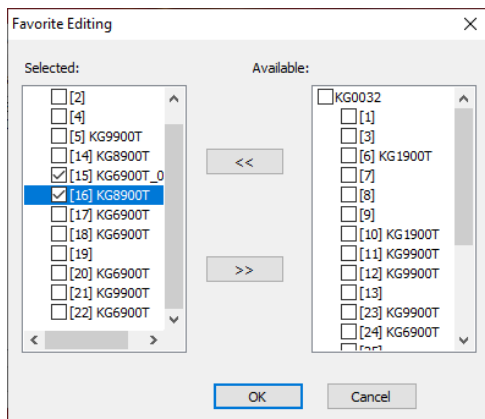 Favorite Editing
Selected:
[2]
[4]
[5] KG9900T
[14] KG8900T
[15] KG6900T_0
[16] KG8900T
[17] KG6900T
[18] KG6900T
[19]
[20] KG6900T
[21] KG9900T
[22] KG6900T
<<
>>
Available:
KG0032
[1]
[3]
[6] KG1900T
[7]
[8]
[9]
[10] KG1900T
[11] KG9900T
[12] KG9900T
[13]
[23] KG9900T
[24] KG6900T
OK
Cancel